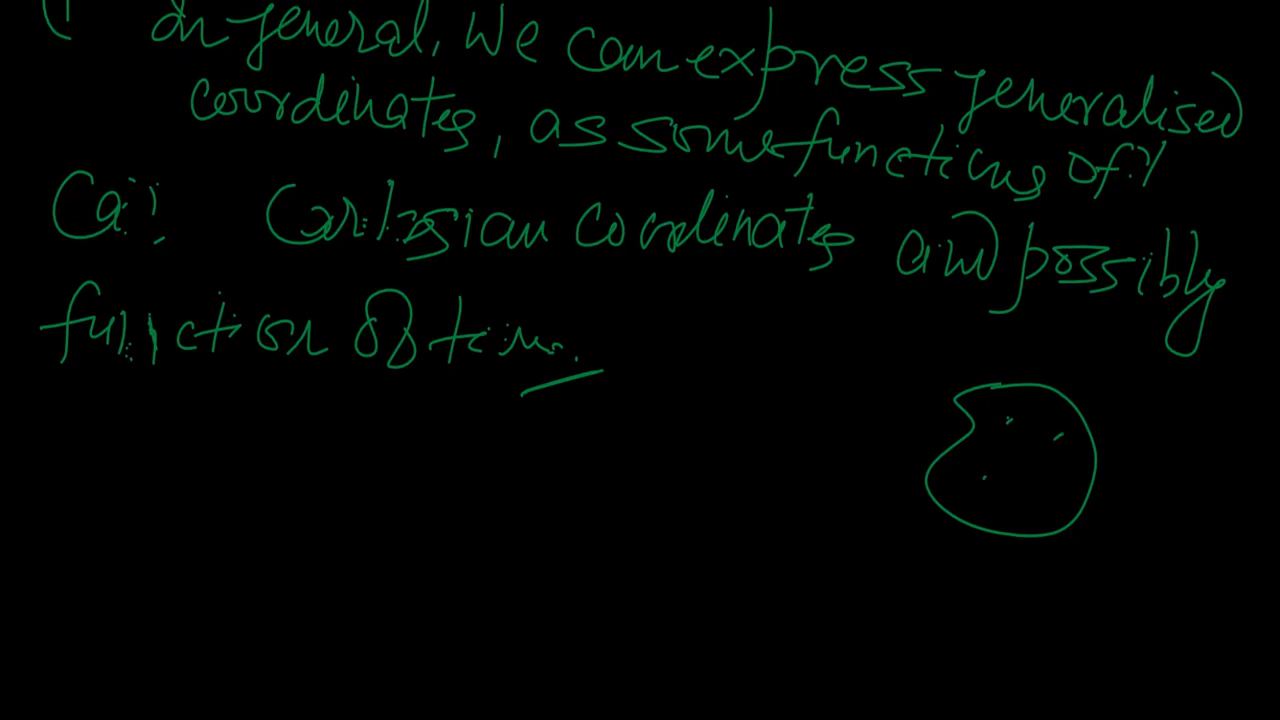 ( In general, We can express generalised
coordinates, as some functions of
Cartesian coordinates and possibly
function of time.